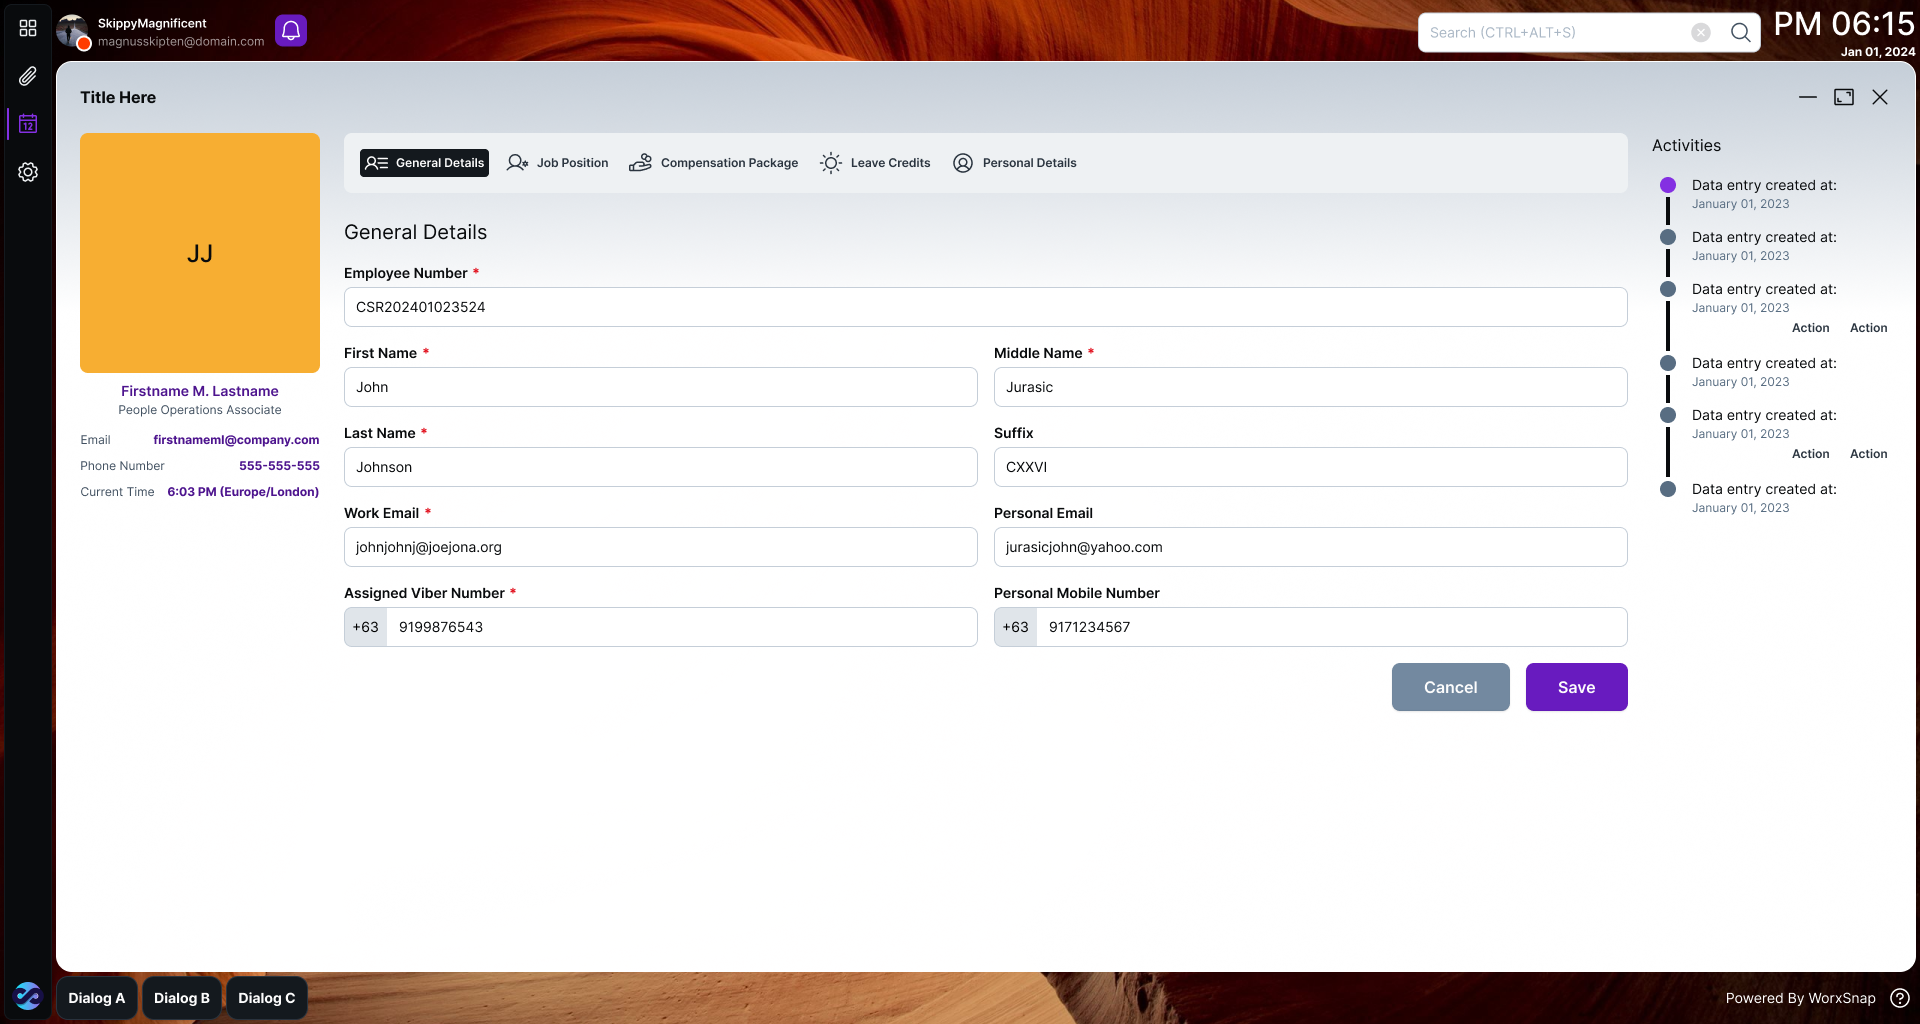 SkippyMagnificent
magnusskipten@domain.com
Search (CTRL+ALT+S)
PM 06:15
Jan 01, 2024
12
Title Here
JJ
Firstname M. Lastname
People Operations Associate
Email firstnameml@company.com
Phone Number 555-555-555
Current Time 6:03 PM (Europe/London)
General Details Job Position Compensation Package Leave Credits Personal Details
General Details
Employee Number *
CSR202401023524
First Name * Middle Name *
John Jurasic
Last Name * Suffix
Johnson CXXVI
Work Email * Personal Email
johnjohnj@joejona.org jurasicjohn@yahoo.com
Assigned Viber Number * Personal Mobile Number
+63 9199876543 +63 9171234567
Cancel Save
Activities
Data entry created at:
January 01, 2023
Data entry created at:
January 01, 2023
Data entry created at:
January 01, 2023
Action Action
Data entry created at:
January 01, 2023
Data entry created at:
January 01, 2023
Action Action
Data entry created at:
January 01, 2023
Dialog A Dialog B Dialog C
Powered By WorxSnap